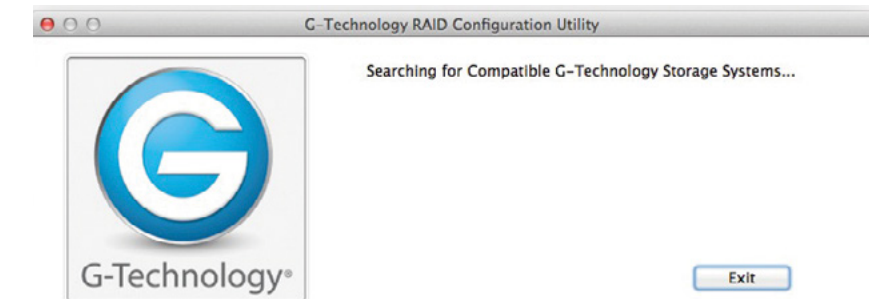 G-Technology RAID Configuration Utility
Searching for Compatible G-Technology Storage Systems...
G
G-Technology®
Exit